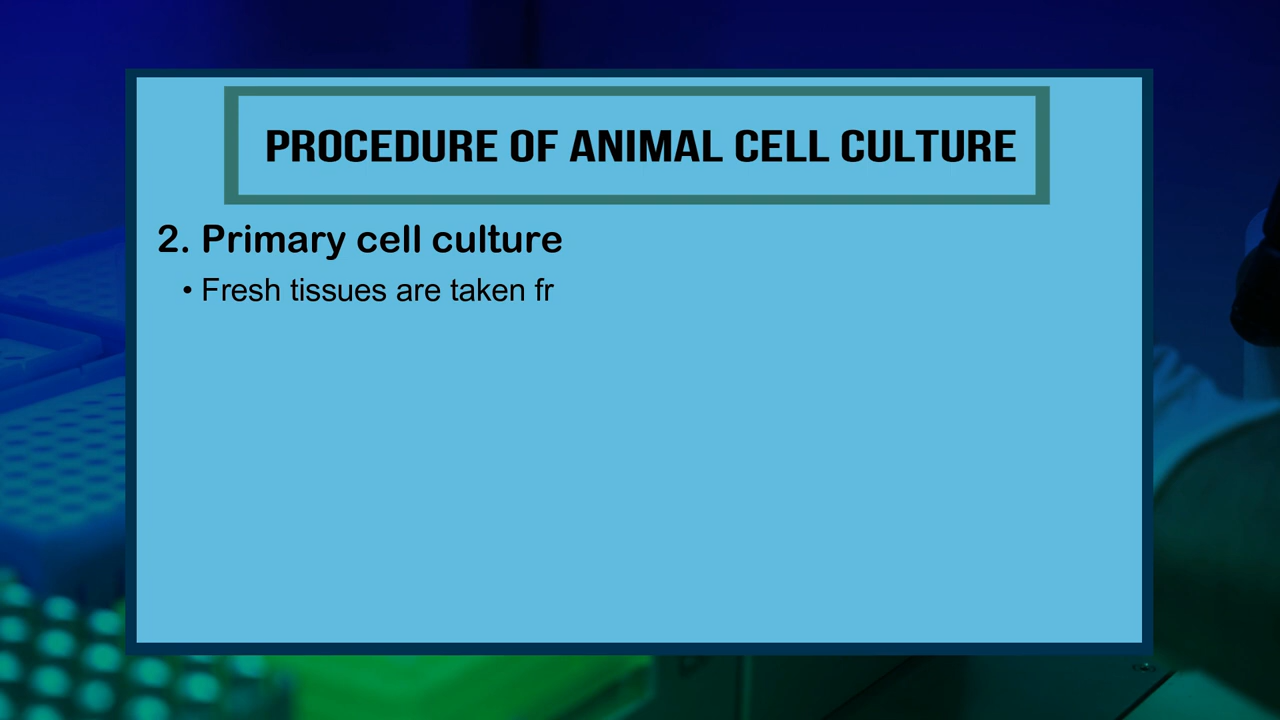 PROCEDURE OF ANIMAL CELL CULTURE
2. Primary cell culture
• Fresh tissues are taken fr